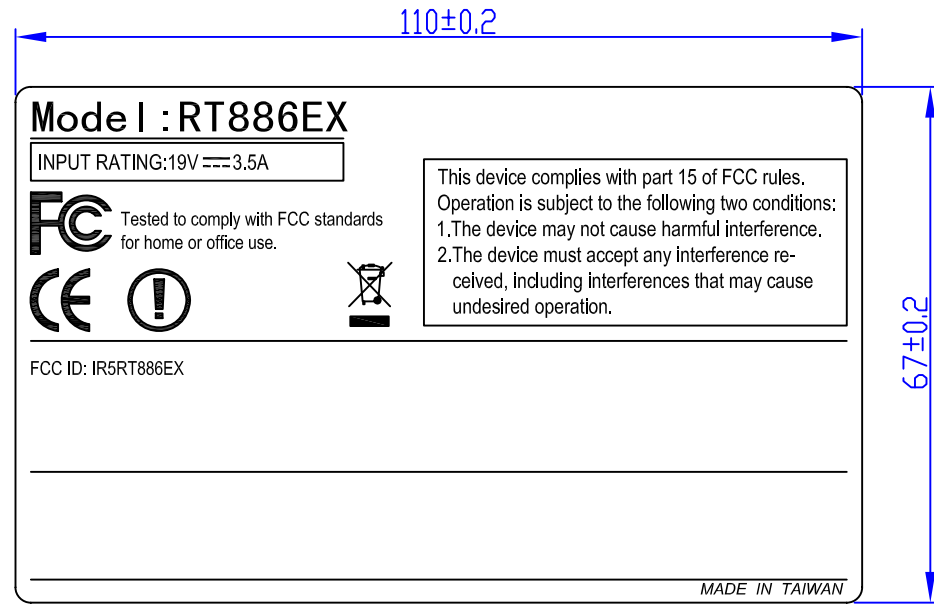 110±0.2
Model:RT886EX
INPUT RATING:19V ⎓ 3.5A
FC
Tested to comply with FCC standards
for home or office use.
CE
This device complies with part 15 of FCC rules.
Operation is subject to the following two conditions:
1.The device may not cause harmful interference.
2.The device must accept any interference re-
ceived, including interferences that may cause
undesired operation.
67±0.2
FCC ID: IR5RT886EX
MADE IN TAIWAN